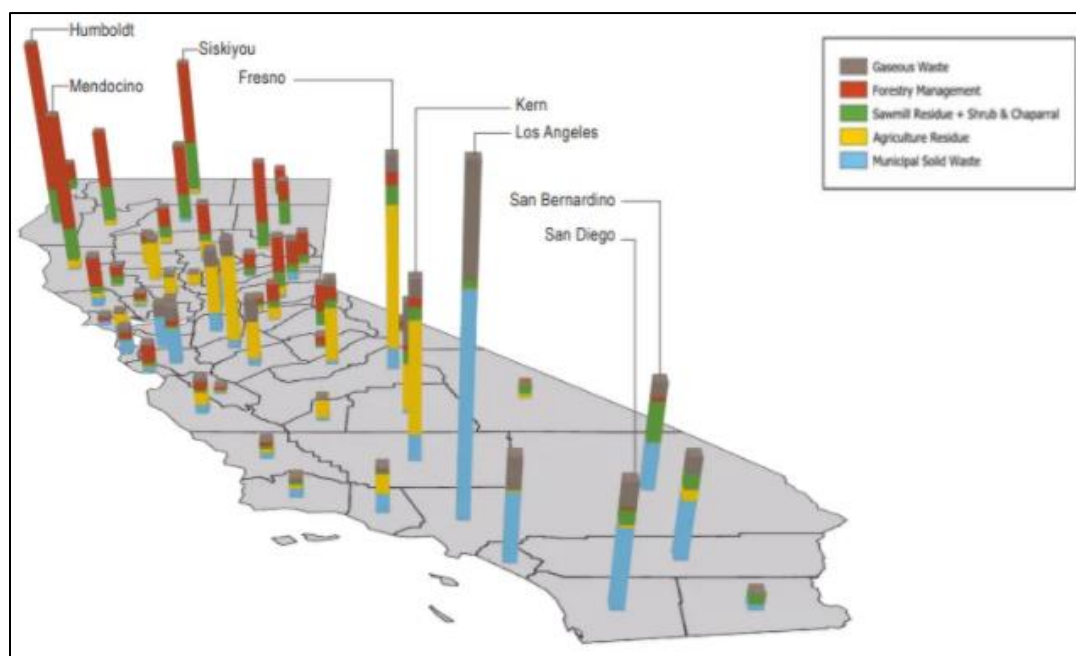 Humboldt
Siskiyou
Mendocino
Fresno
Kern
Los Angeles
San Bernardino
San Diego
Gaseous Waste
Forestry Management
Sawmill Residue + Shrub & Chaparral
Agriculture Residue
Municipal Solid Waste